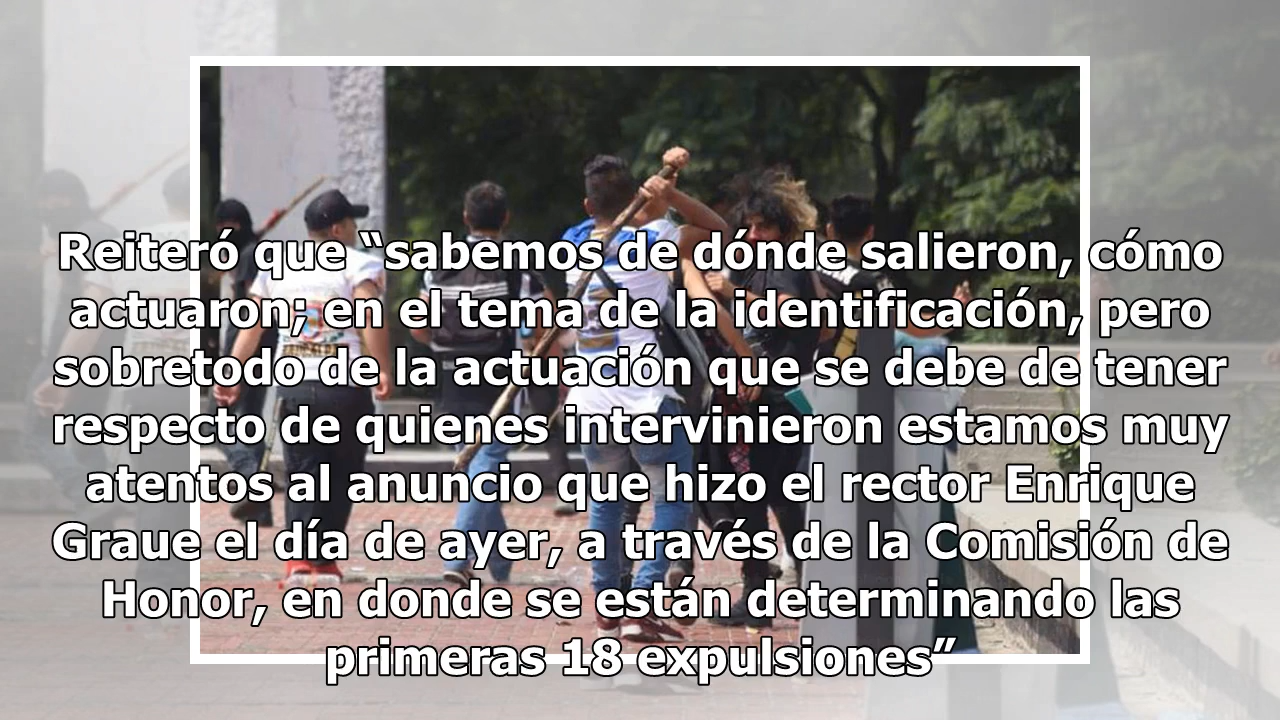 Reiteró que “sabemos de dónde salieron, cómo
actuaron; en el tema de la identificación, pero
sobretodo de la actuación que se debe de tener
respecto de quienes intervinieron estamos muy
atentos al anuncio que hizo el rector Enrique
Graue el día de ayer, a través de la Comisión de
Honor, en donde se están determinando las
primeras 18 expulsiones”